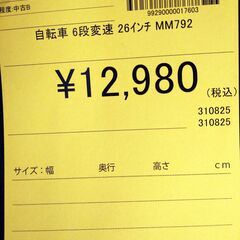 程度:中古B
99290000017603
自転車 6段変速 26インチ MM792
¥12,980
(税込)
310825
310825
サイズ:幅 奥行 高さ cm